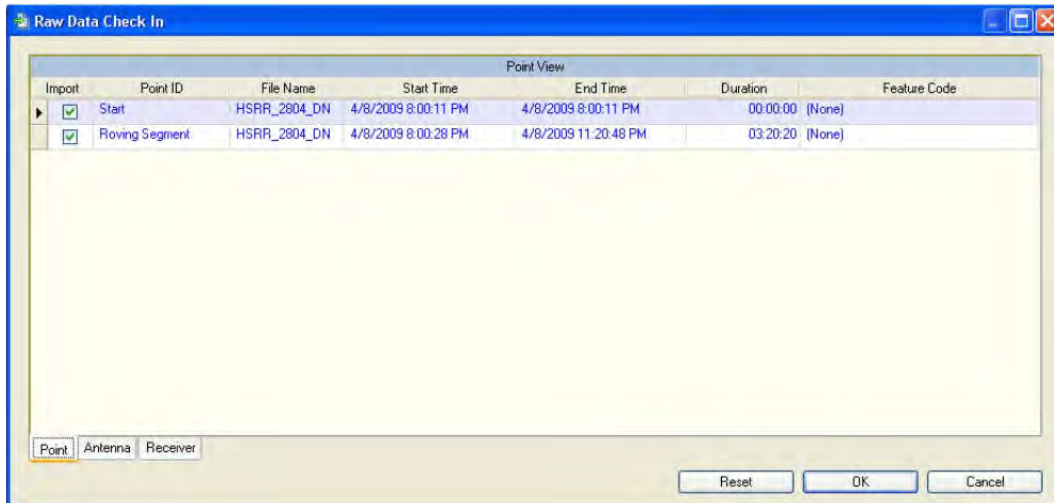 Raw Data Check In
Point View
Import Point ID File Name Start Time End Time Duration Feature Code
Start HSRR_2804_DN 4/8/2009 8:00:11 PM 4/8/2009 8:00:11 PM 00:00:00 (None)
Roving Segment HSRR_2804_DN 4/8/2009 8:00:28 PM 4/8/2009 11:20:48 PM 03:20:20 (None)
Point Antenna Receiver
Reset OK Cancel